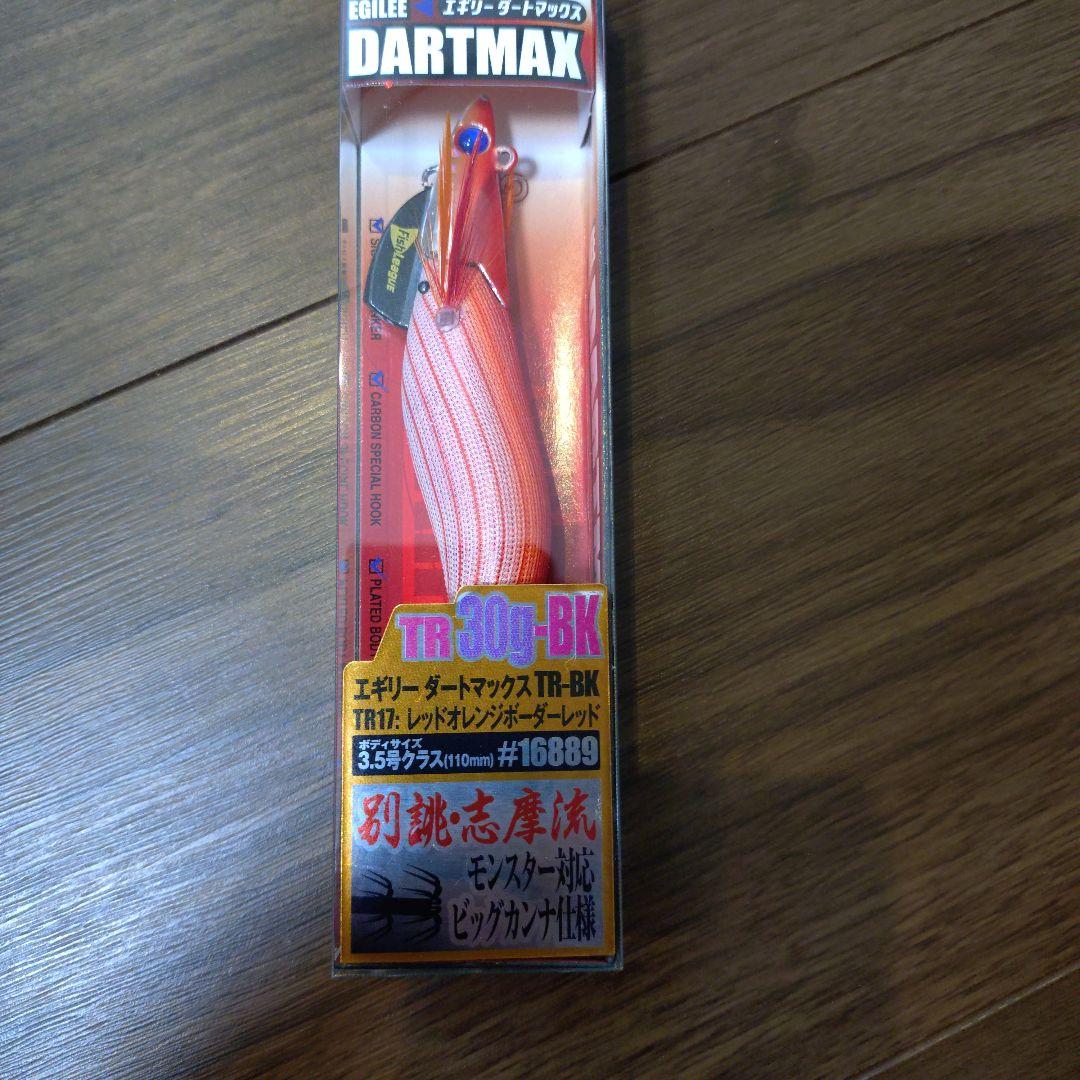 EGILEE エギリー ダートマックス
DARTMAX
FishLeague
CARBON SPECIAL HOOK
PLATED BODY
TR 30g-BK
エギリー ダートマックス TR-BK
TR17: レッドオレンジボーダーレッド
ボディサイズ
3.5号クラス(110mm) #16889
別誂・志摩流
モンスター対応
ビッグカンナ仕様